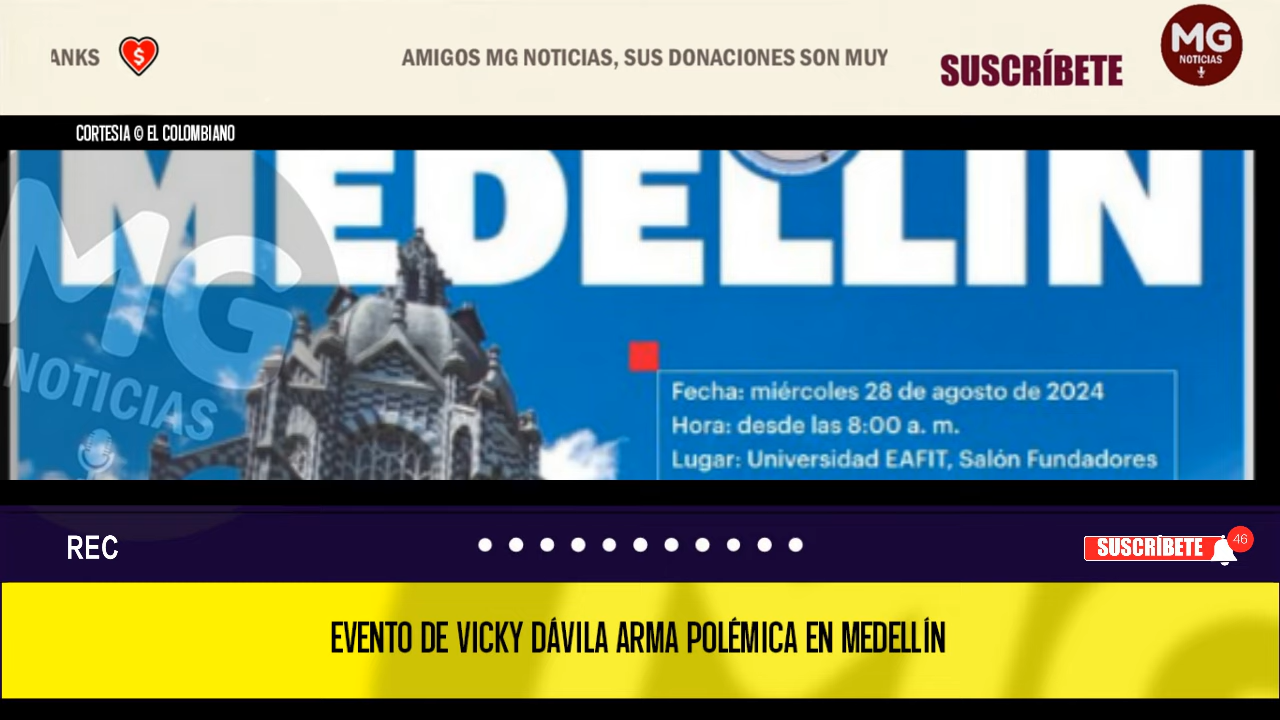 ANKS
AMIGOS MG NOTICIAS, SUS DONACIONES SON MUY
SUSCRÍBETE
MG
NOTICIAS
CORTESIA © EL COLOMBIANO
MEDELLÍN
MG
NOTICIAS
Fecha: miércoles 28 de agosto de 2024
Hora: desde las 8:00 a. m.
Lugar: Universidad EAFIT, Salón Fundadores
REC
SUSCRÍBETE
46
EVENTO DE VICKY DÁVILA ARMA POLÉMICA EN MEDELLÍN